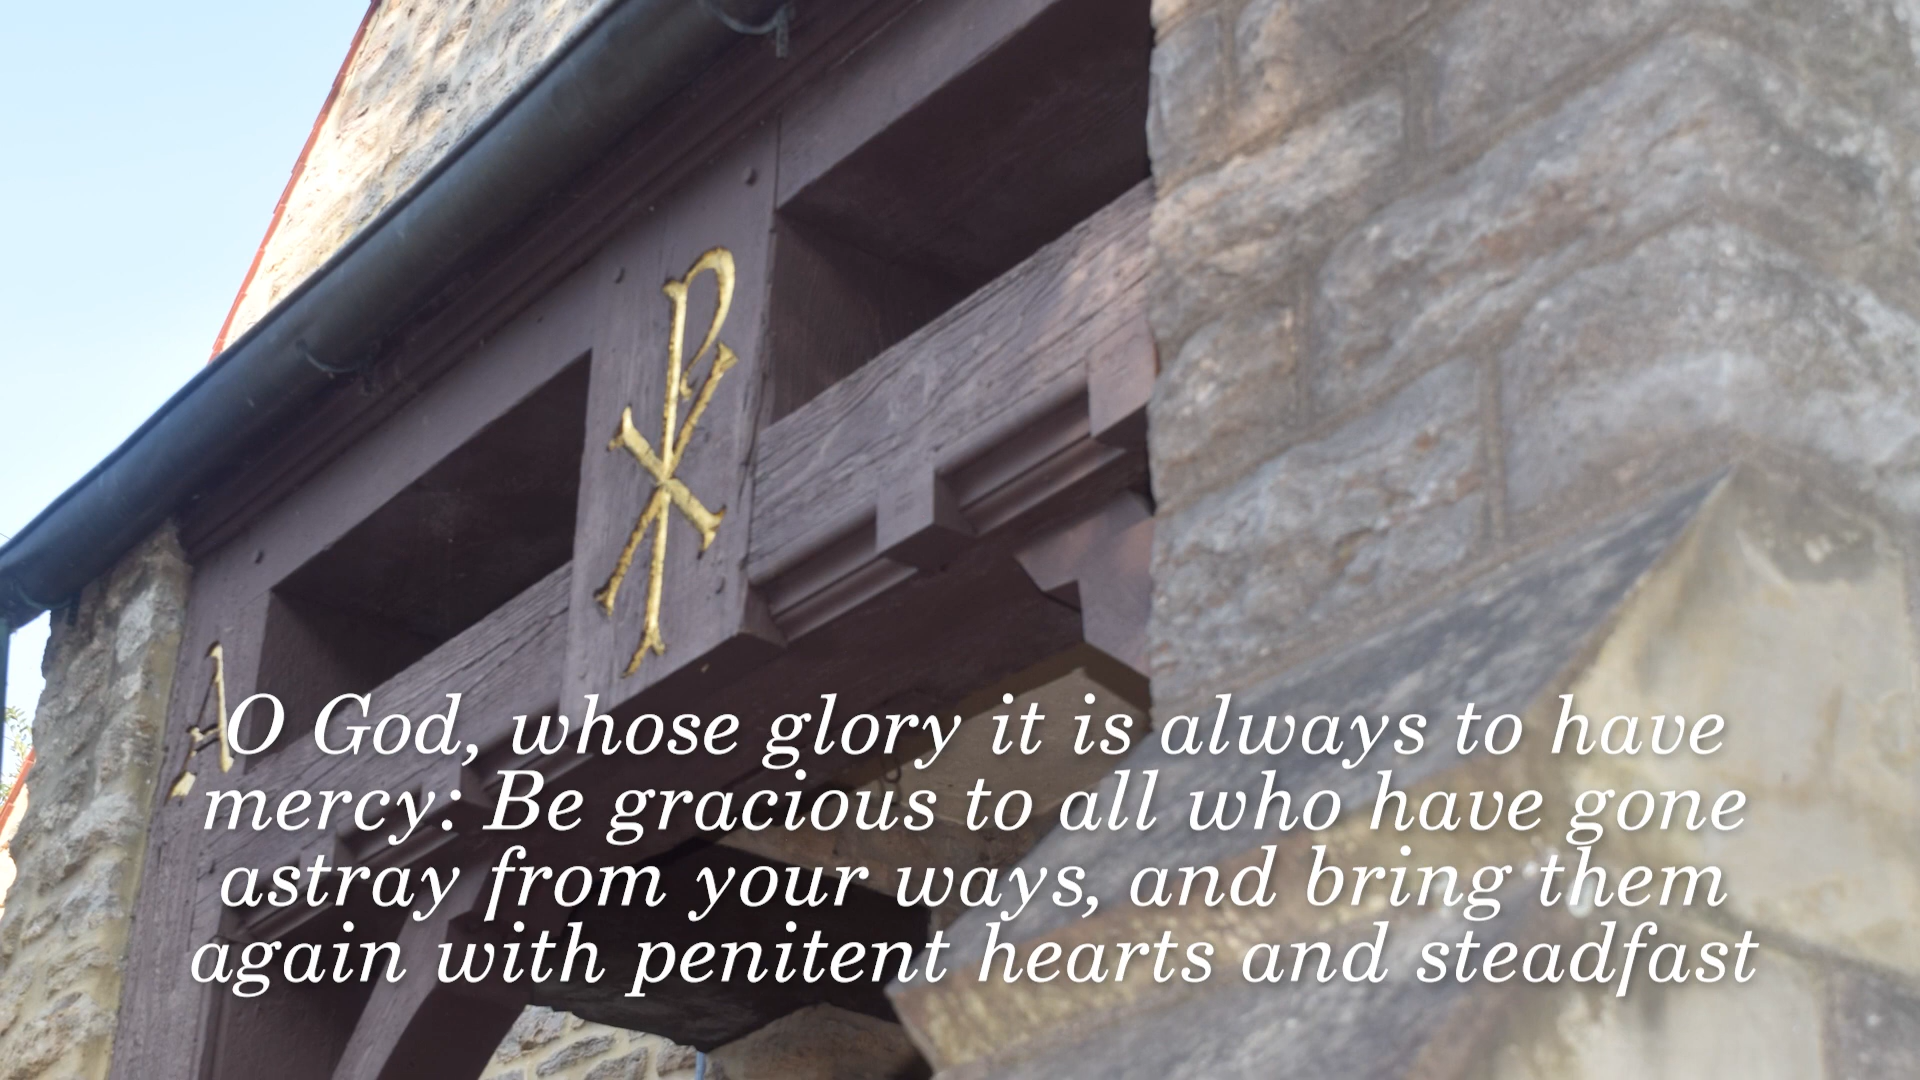 A
☧
O God, whose glory it is always to have
mercy: Be gracious to all who have gone
astray from your ways, and bring them
again with penitent hearts and steadfast